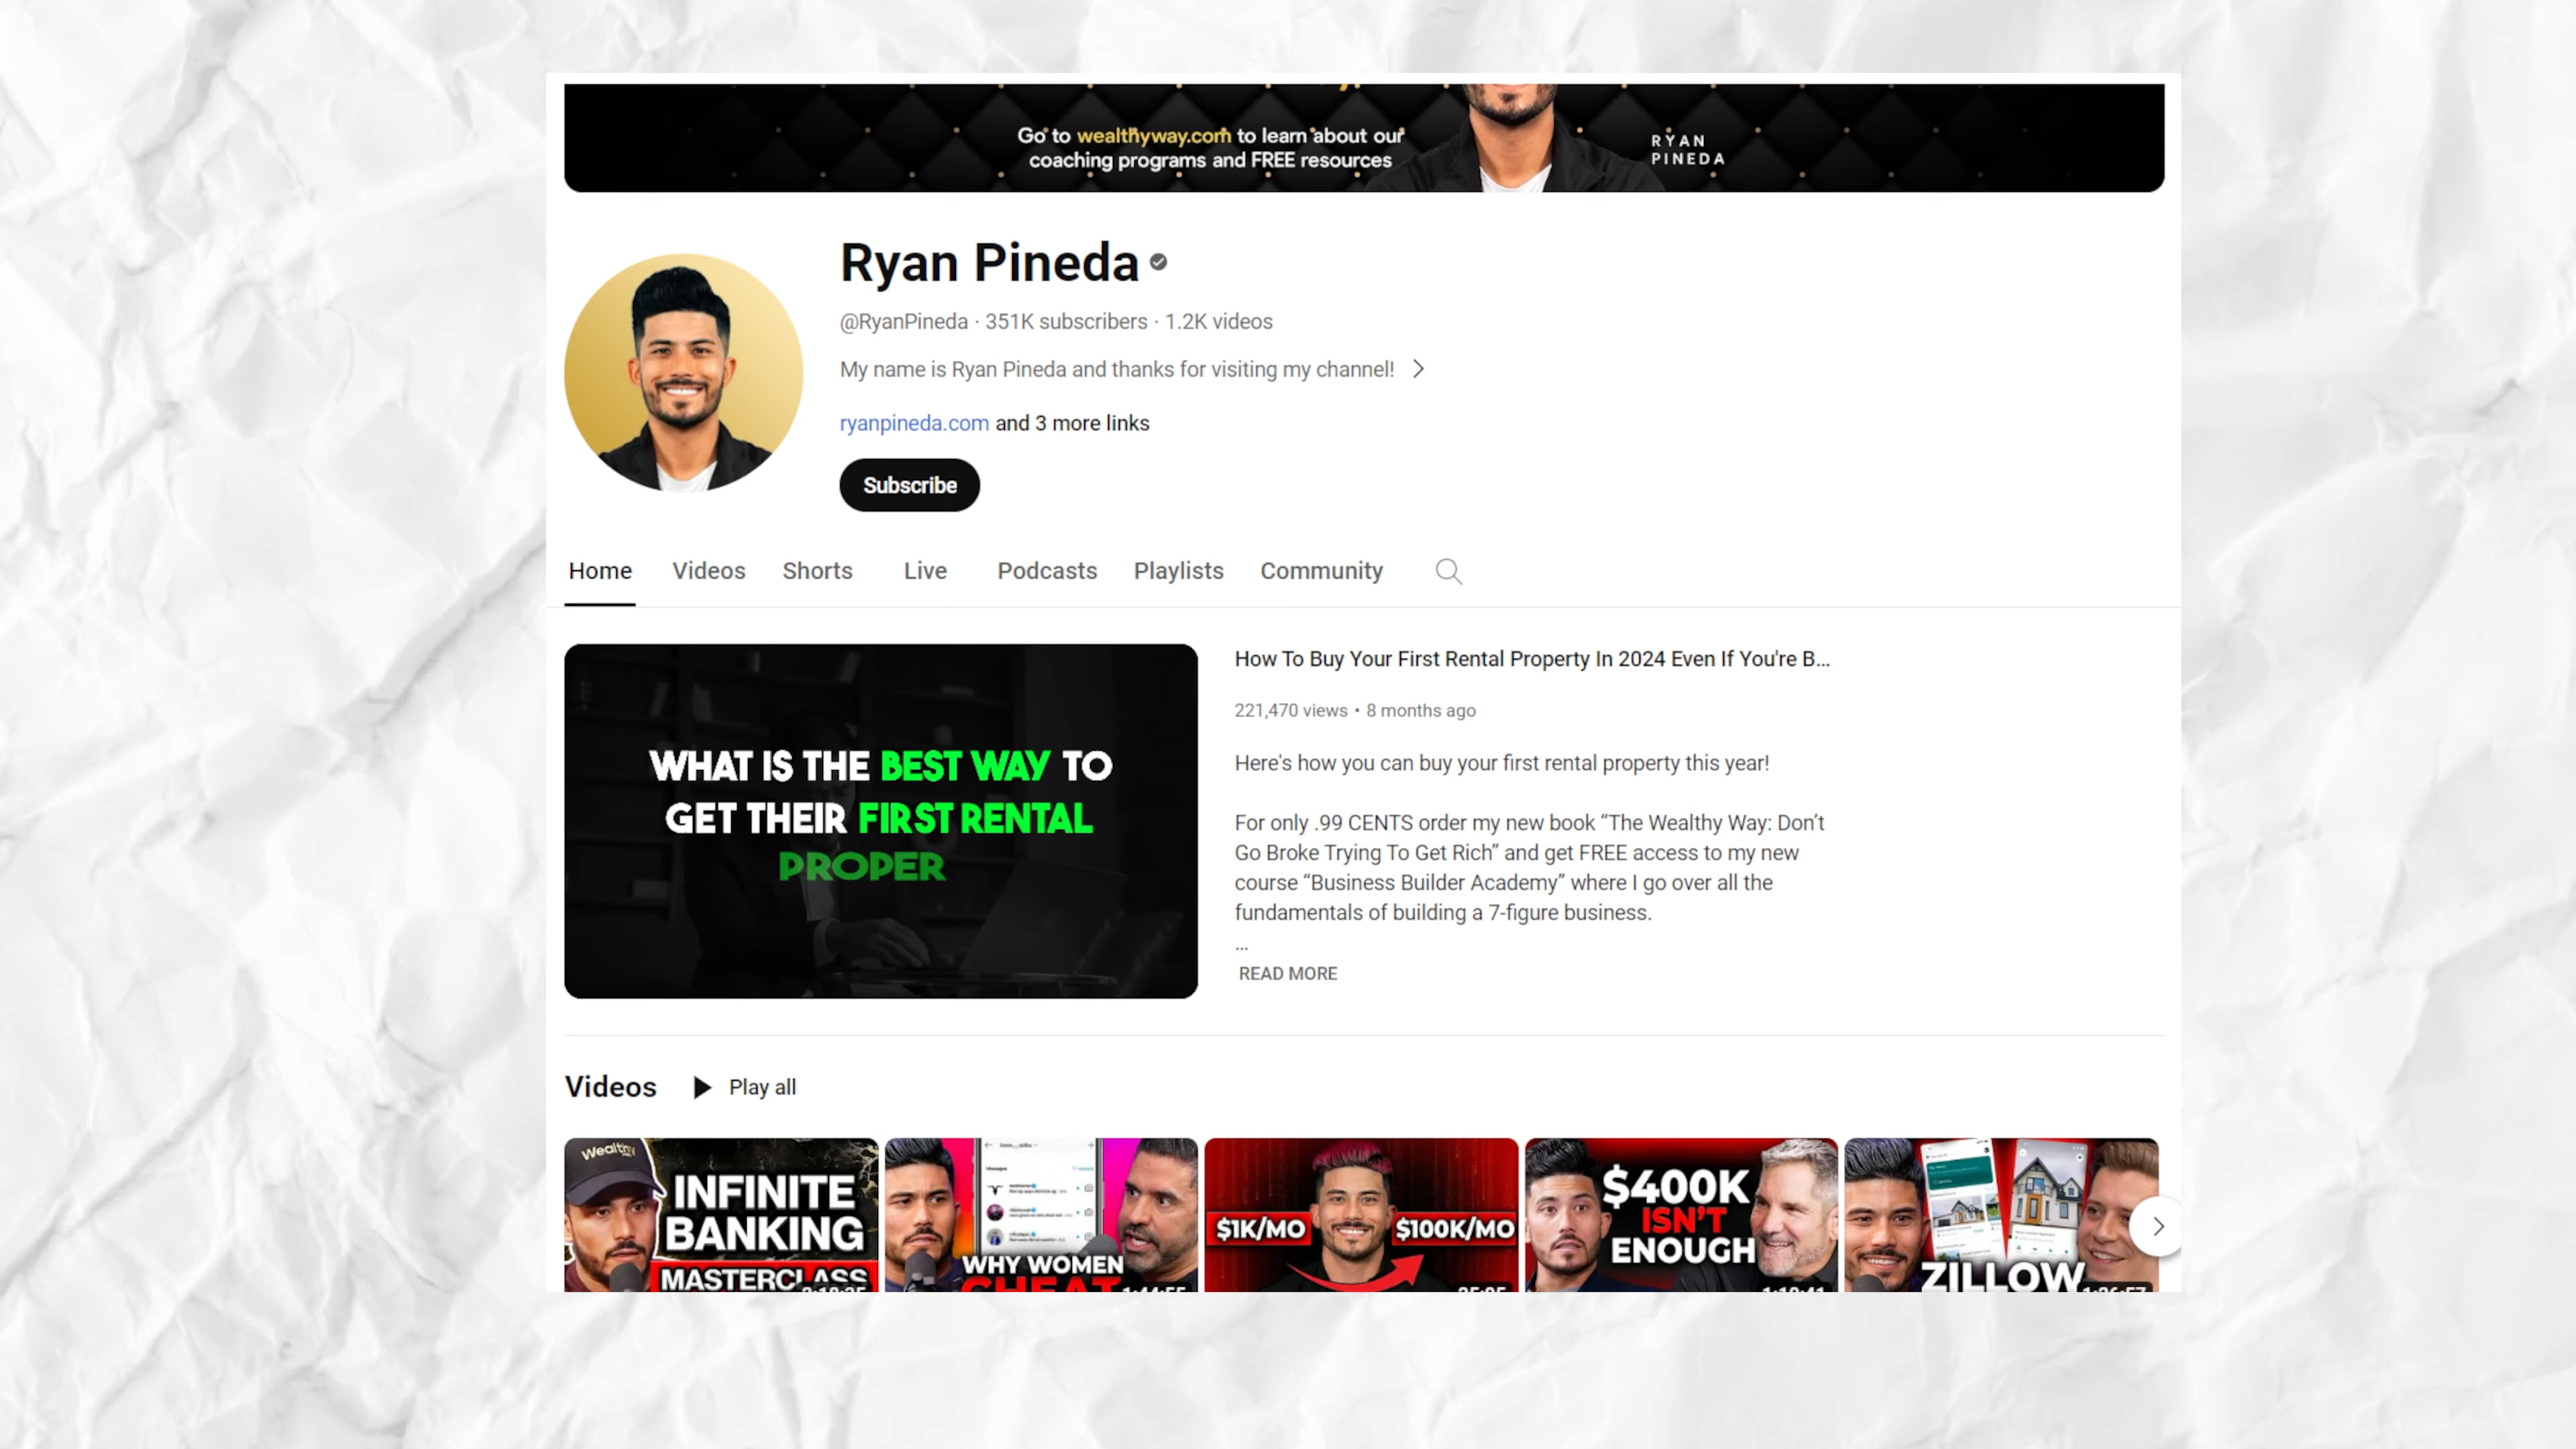 Go to wealthyway.com to learn about our
coaching programs and FREE resources
RYAN
PINEDA
Ryan Pineda
@RyanPineda · 351K subscribers · 1.2K videos
My name is Ryan Pineda and thanks for visiting my channel!
ryanpineda.com and 3 more links
Subscribe
Home Videos Shorts Live Podcasts Playlists Community
WHAT IS THE BEST WAY TO
GET THEIR FIRST RENTAL
PROPER
How To Buy Your First Rental Property In 2024 Even If You're B...
221,470 views • 8 months ago
Here's how you can buy your first rental property this year!
For only .99 CENTS order my new book “The Wealthy Way: Don’t
Go Broke Trying To Get Rich” and get FREE access to my new
course “Business Builder Academy” where I go over all the
fundamentals of building a 7-figure business.
...
READ MORE
Videos Play all
Wealthy
INFINITE
BANKING
MASTERCLASS
WHY WOMEN
CHEAT
$1K/MO $100K/MO
$400K
ISN'T
ENOUGH
ZILLOW